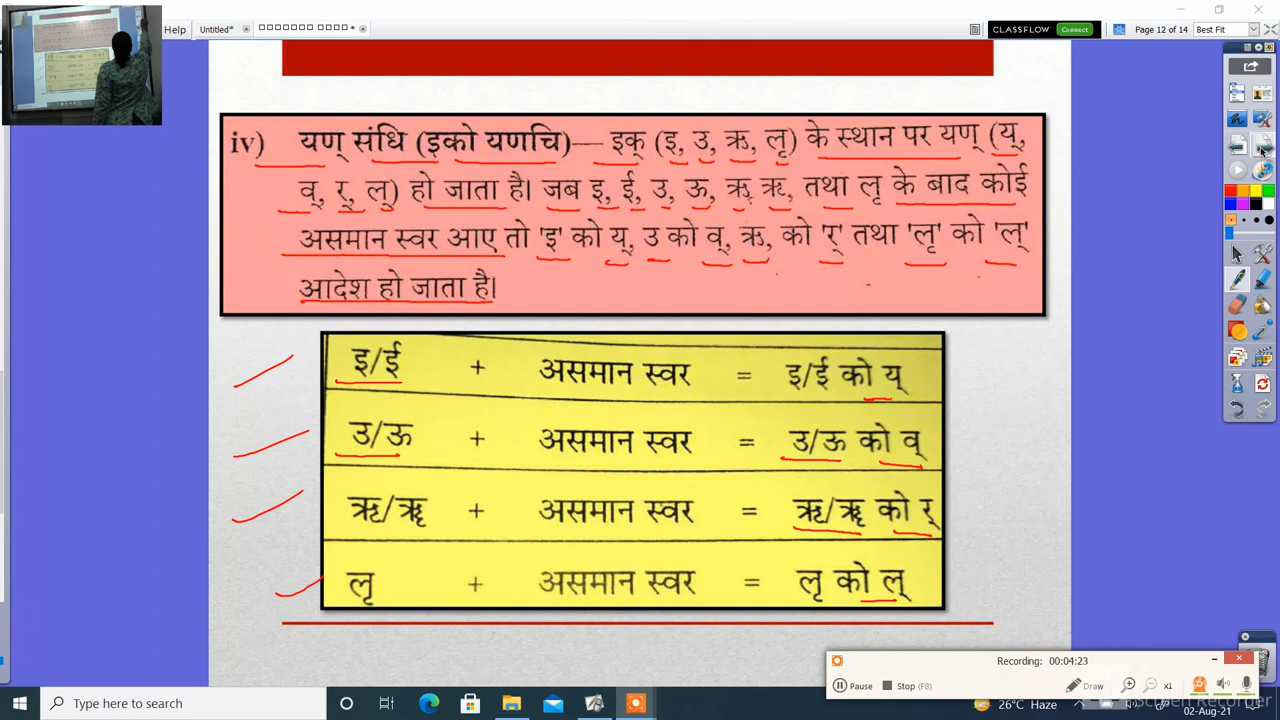 Help Untitled* CLASSFLOW Connect Page 12 of 14 Best Fit
iv) यण् संधि (इको यणचि)— इक् (इ, उ, ऋ, लृ) के स्थान पर यण् (य्,
व्, र्, ल्) हो जाता है। जब इ, ई, उ, ऊ, ऋ ॠ, तथा लृ के बाद कोई
असमान स्वर आए तो 'इ' को य्, उ को व्, ऋ, को 'र्' तथा 'लृ' को 'ल्'
आदेश हो जाता है।
इ/ई + असमान स्वर = इ/ई को य्
उ/ऊ + असमान स्वर = उ/ऊ को व्
ऋ/ॠ + असमान स्वर = ऋ/ॠ को र्
लृ + असमान स्वर = लृ को ल्
Recording: 00:04:23
Pause Stop (F8) Draw x1
Type here to search
26°C Haze
02-Aug-21